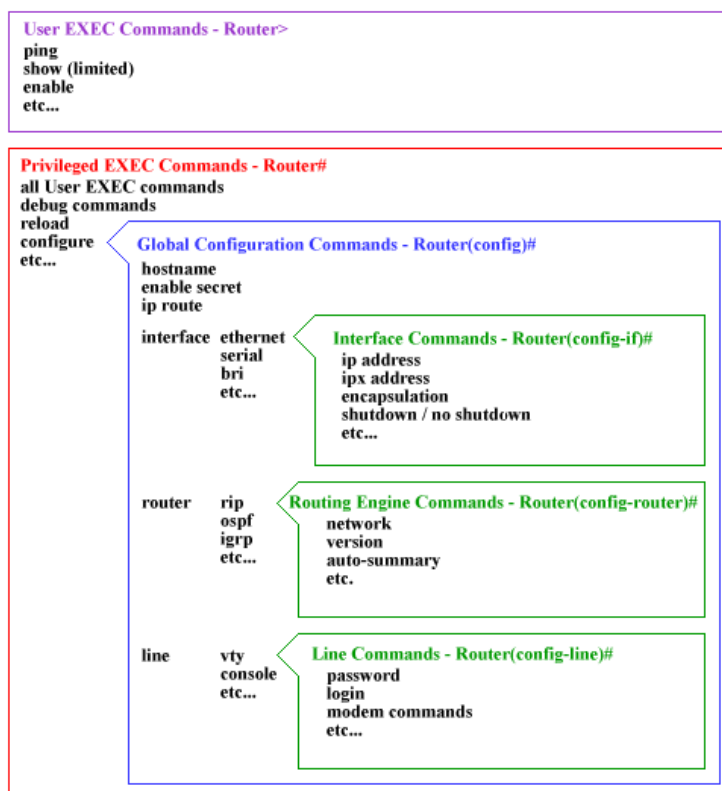 User EXEC Commands - Router>
ping
show (limited)
enable
etc...
Privileged EXEC Commands - Router#
all User EXEC commands
debug commands
reload
configure
etc...
Global Configuration Commands - Router(config)#
hostname
enable secret
ip route
interface ethernet
serial
bri
etc...
Interface Commands - Router(config-if)#
ip address
ipx address
encapsulation
shutdown / no shutdown
etc...
router rip
ospf
igrp
etc...
Routing Engine Commands - Router(config-router)#
network
version
auto-summary
etc.
line vty
console
etc...
Line Commands - Router(config-line)#
password
login
modem commands
etc...